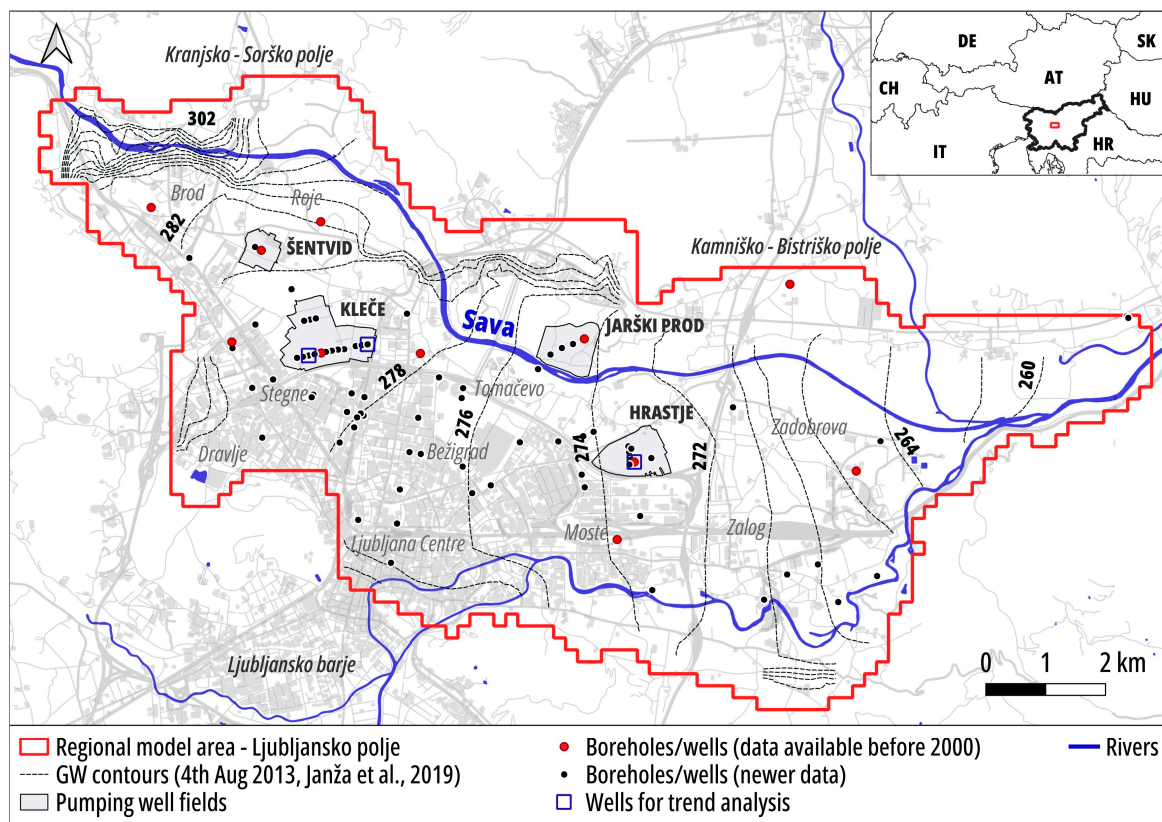 Kranjsko - Sorško polje
DE
SK
AT
CH
HU
IT
HR
302
Brod
Roje
282
ŠENTVID
Kamniško - Bistriško polje
KLEČE
Sava
JARŠKI PROD
278
Tomačevo
260
Stegne
276
HRASTJE
Zadobrova
Dravlje
Bežigrad
274
272
264
Ljubljana Centre
Moste
Zalog
Ljubljansko barje
0 1 2 km
Regional model area - Ljubljansko polje
GW contours (4th Aug 2013, Janža et al., 2019)
Pumping well fields
Boreholes/wells (data available before 2000)
Boreholes/wells (newer data)
Wells for trend analysis
Rivers